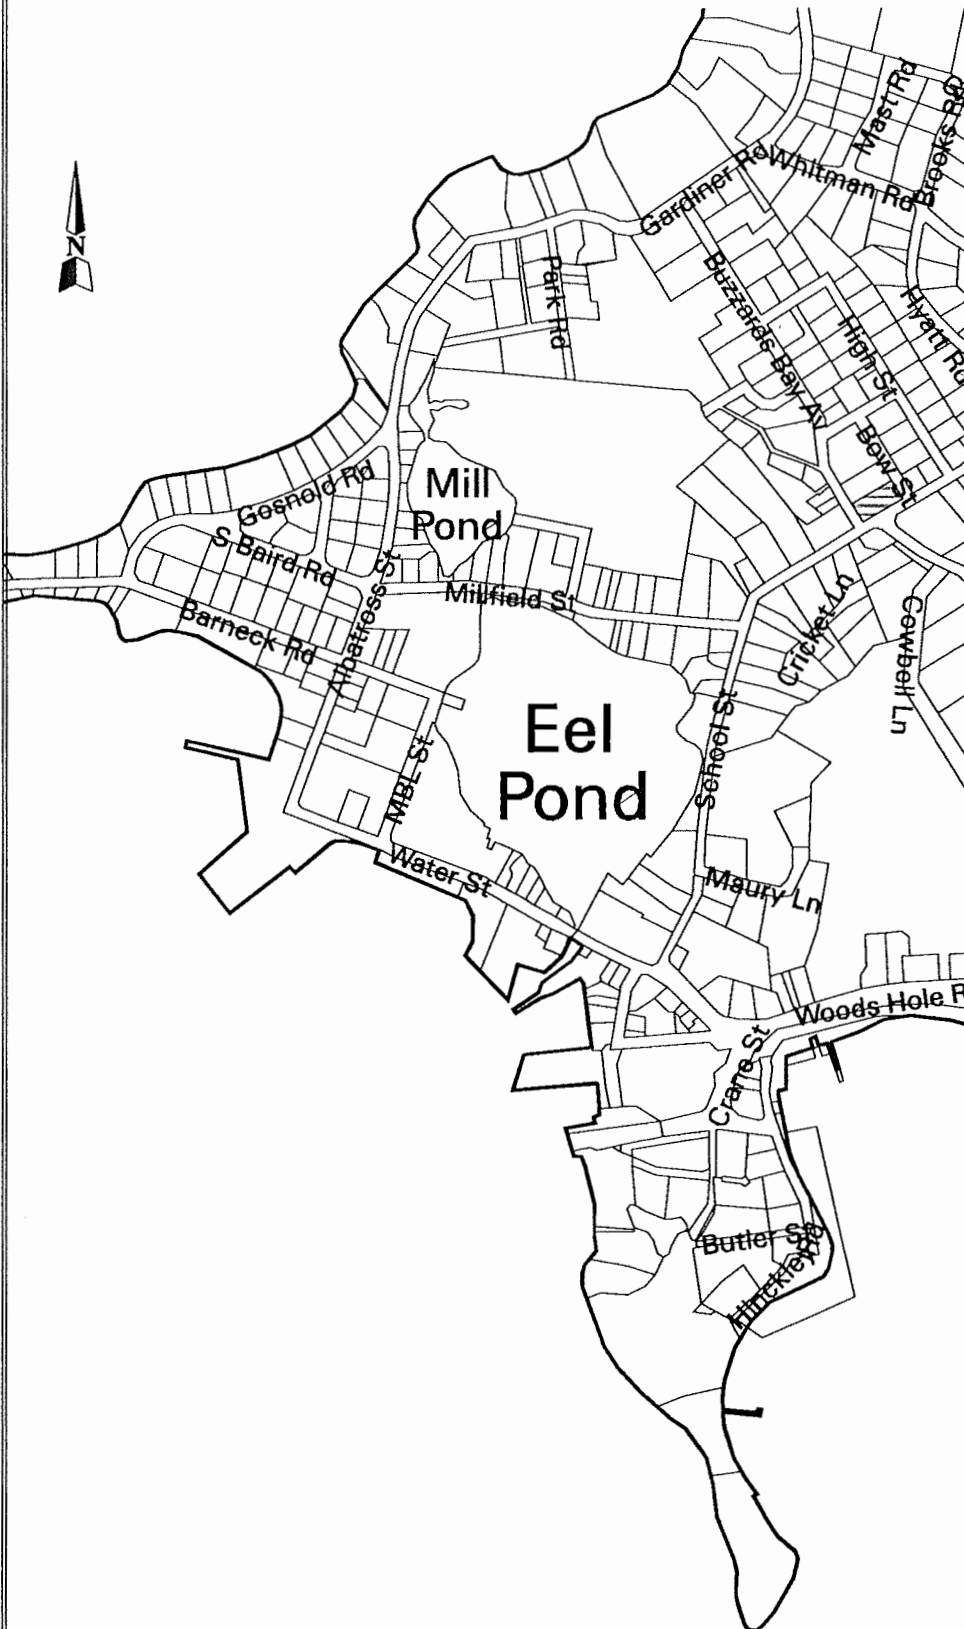 Mast Rd
Brooks Rd
Whitman Rd
Gardiner Rd
N
Park Rd
Buzzards Bay Av
High St
Hyatt Rd
Bow St
Mill
Pond
Gosnold Rd
S Baird Rd
Albatross St
Millfield St
Barneck Rd
Cricket Ln
Cowbell Ln
Eel
Pond
School St
MBL St
Water St
Maury Ln
Woods Hole R
Crane St
Butler St
Hinckley Rd